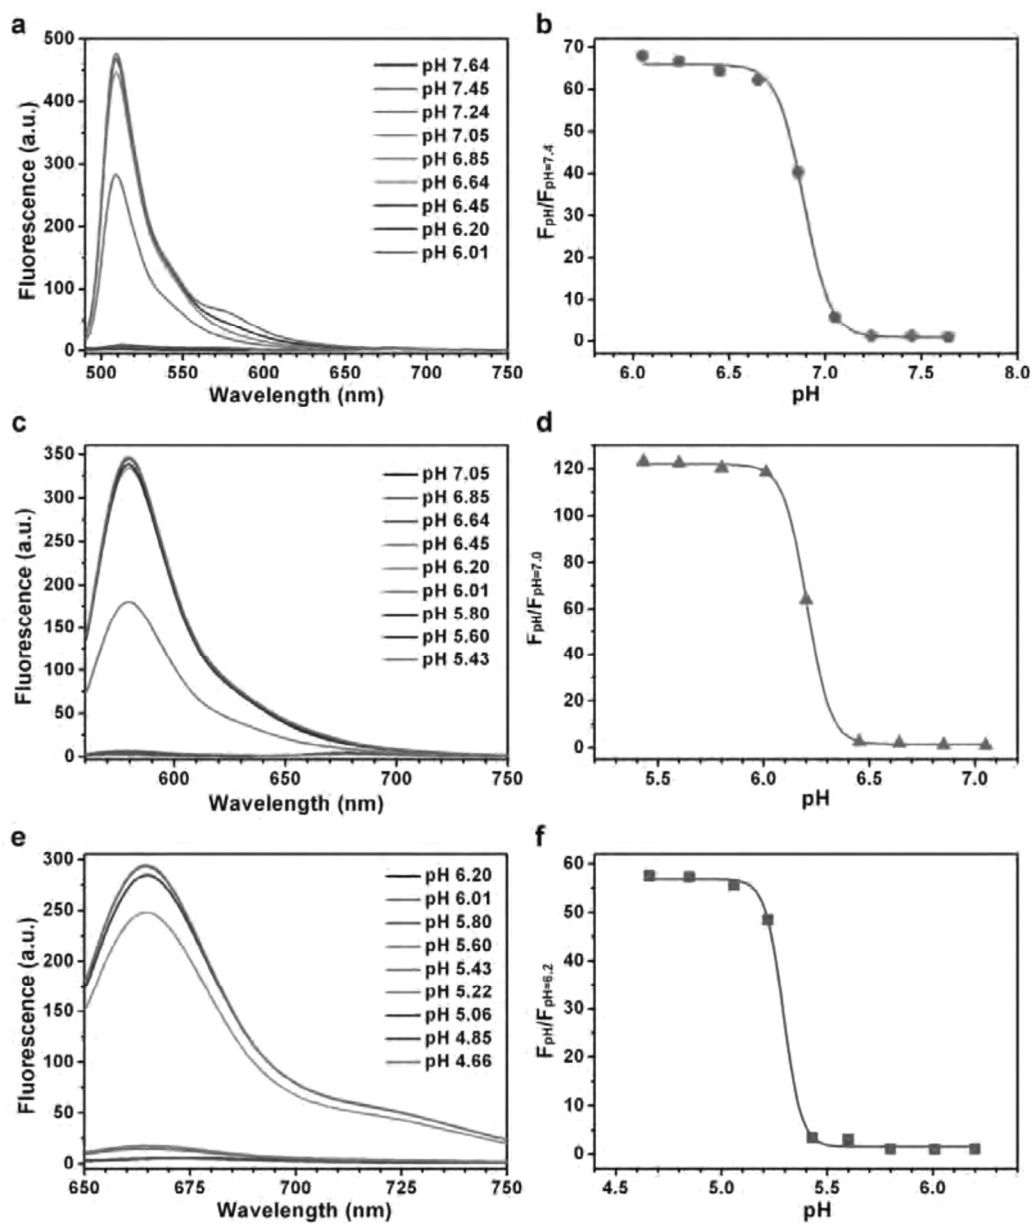 a
500
400
300
200
100
0
Fluorescence (a.u.)
pH 7.64
pH 7.45
pH 7.24
pH 7.05
pH 6.85
pH 6.64
pH 6.45
pH 6.20
pH 6.01
500 550 600 650 700 750
Wavelength (nm)
b
70
60
50
40
30
20
10
0
FpH/FpH=7.4
6.0 6.5 7.0 7.5 8.0
pH
c
350
300
250
200
150
100
50
0
Fluorescence (a.u.)
pH 7.05
pH 6.85
pH 6.64
pH 6.45
pH 6.20
pH 6.01
pH 5.80
pH 5.60
pH 5.43
600 650 700 750
Wavelength (nm)
d
120
100
80
60
40
20
0
FpH/FpH=7.0
5.5 6.0 6.5 7.0
pH
e
300
250
200
150
100
50
0
Fluorescence (a.u.)
pH 6.20
pH 6.01
pH 5.80
pH 5.60
pH 5.43
pH 5.22
pH 5.06
pH 4.85
pH 4.66
650 675 700 725 750
Wavelength (nm)
f
60
50
40
30
20
10
0
FpH/FpH=6.2
4.5 5.0 5.5 6.0
pH